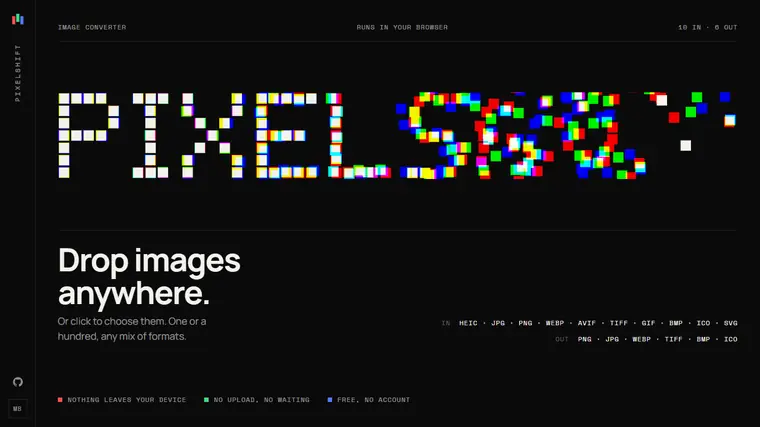 IMAGE CONVERTER
RUNS IN YOUR BROWSER
10 IN · 6 OUT
PIXELSHIFT
PIXEL
Drop images
anywhere.
Or click to choose them. One or a
hundred, any mix of formats.
IN HEIC · JPG · PNG · WEBP · AVIF · TIFF · GIF · BMP · ICO · SVG
OUT PNG · JPG · WEBP · TIFF · BMP · ICO
NOTHING LEAVES YOUR DEVICE
NO UPLOAD, NO WAITING
FREE, NO ACCOUNT
MB